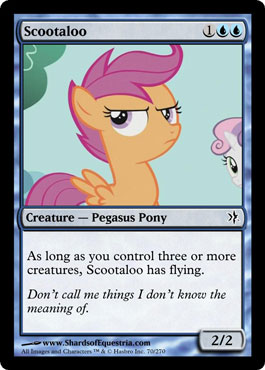 Scootaloo 1
Creature — Pegasus Pony
As long as you control three or more
creatures, Scootaloo has flying.
Don't call me things I don't know the
meaning of.
www.ShardsofEquestria.com
All Images and Characters ™ & © Hasbro Inc. 70/270
2/2